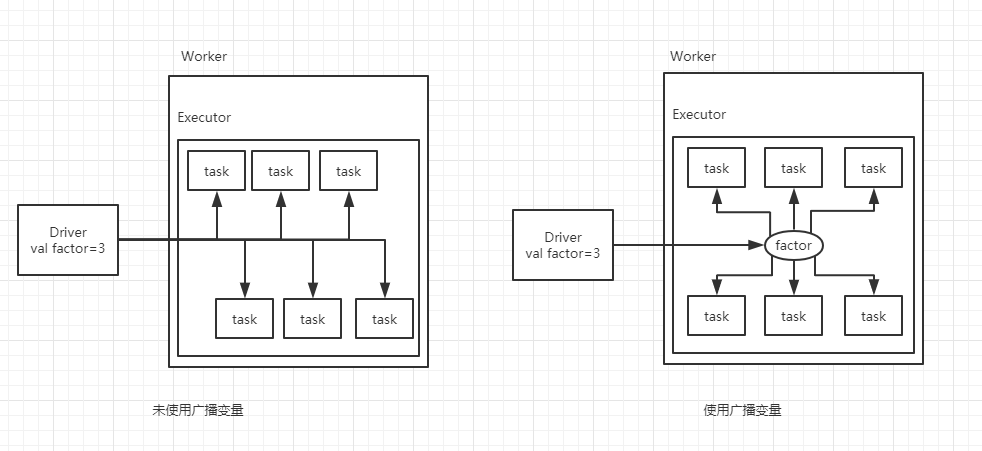 Worker
Executor
task
task
task
Driver
val factor=3
task
task
task
未使用广播变量
Worker
Executor
task
task
task
Driver
val factor=3
factor
task
task
task
使用广播变量